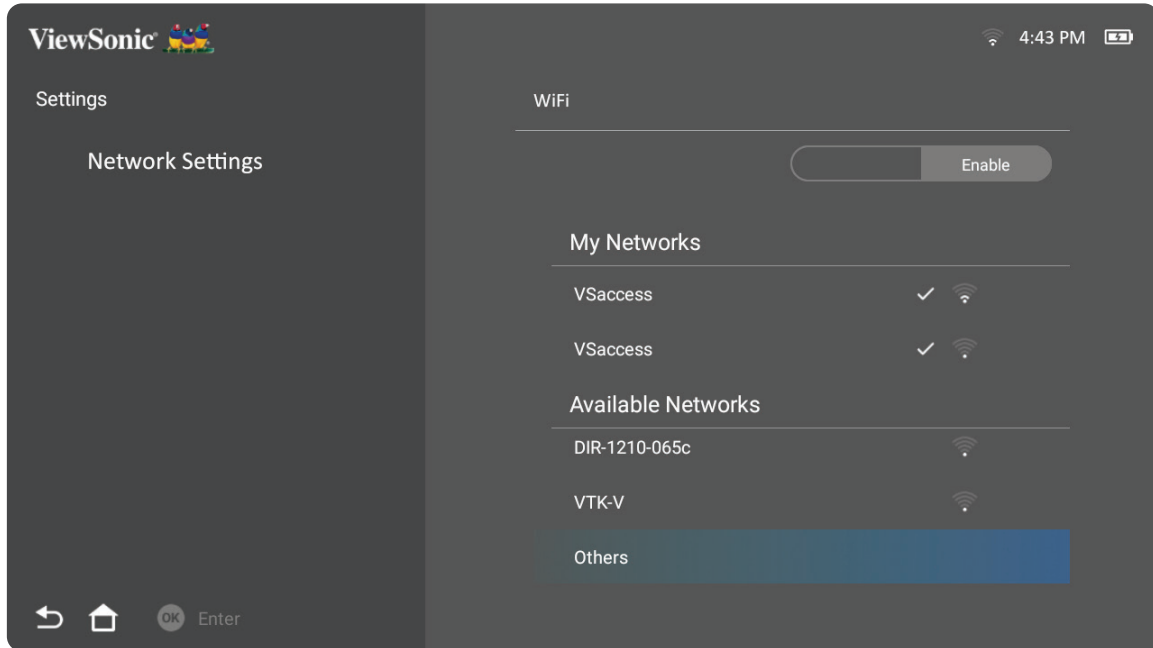 ViewSonic®
4:43 PM
Settings
WiFi
Network Settings
Enable
My Networks
VSaccess
VSaccess
Available Networks
DIR-1210-065c
VTK-V
Others
OK Enter